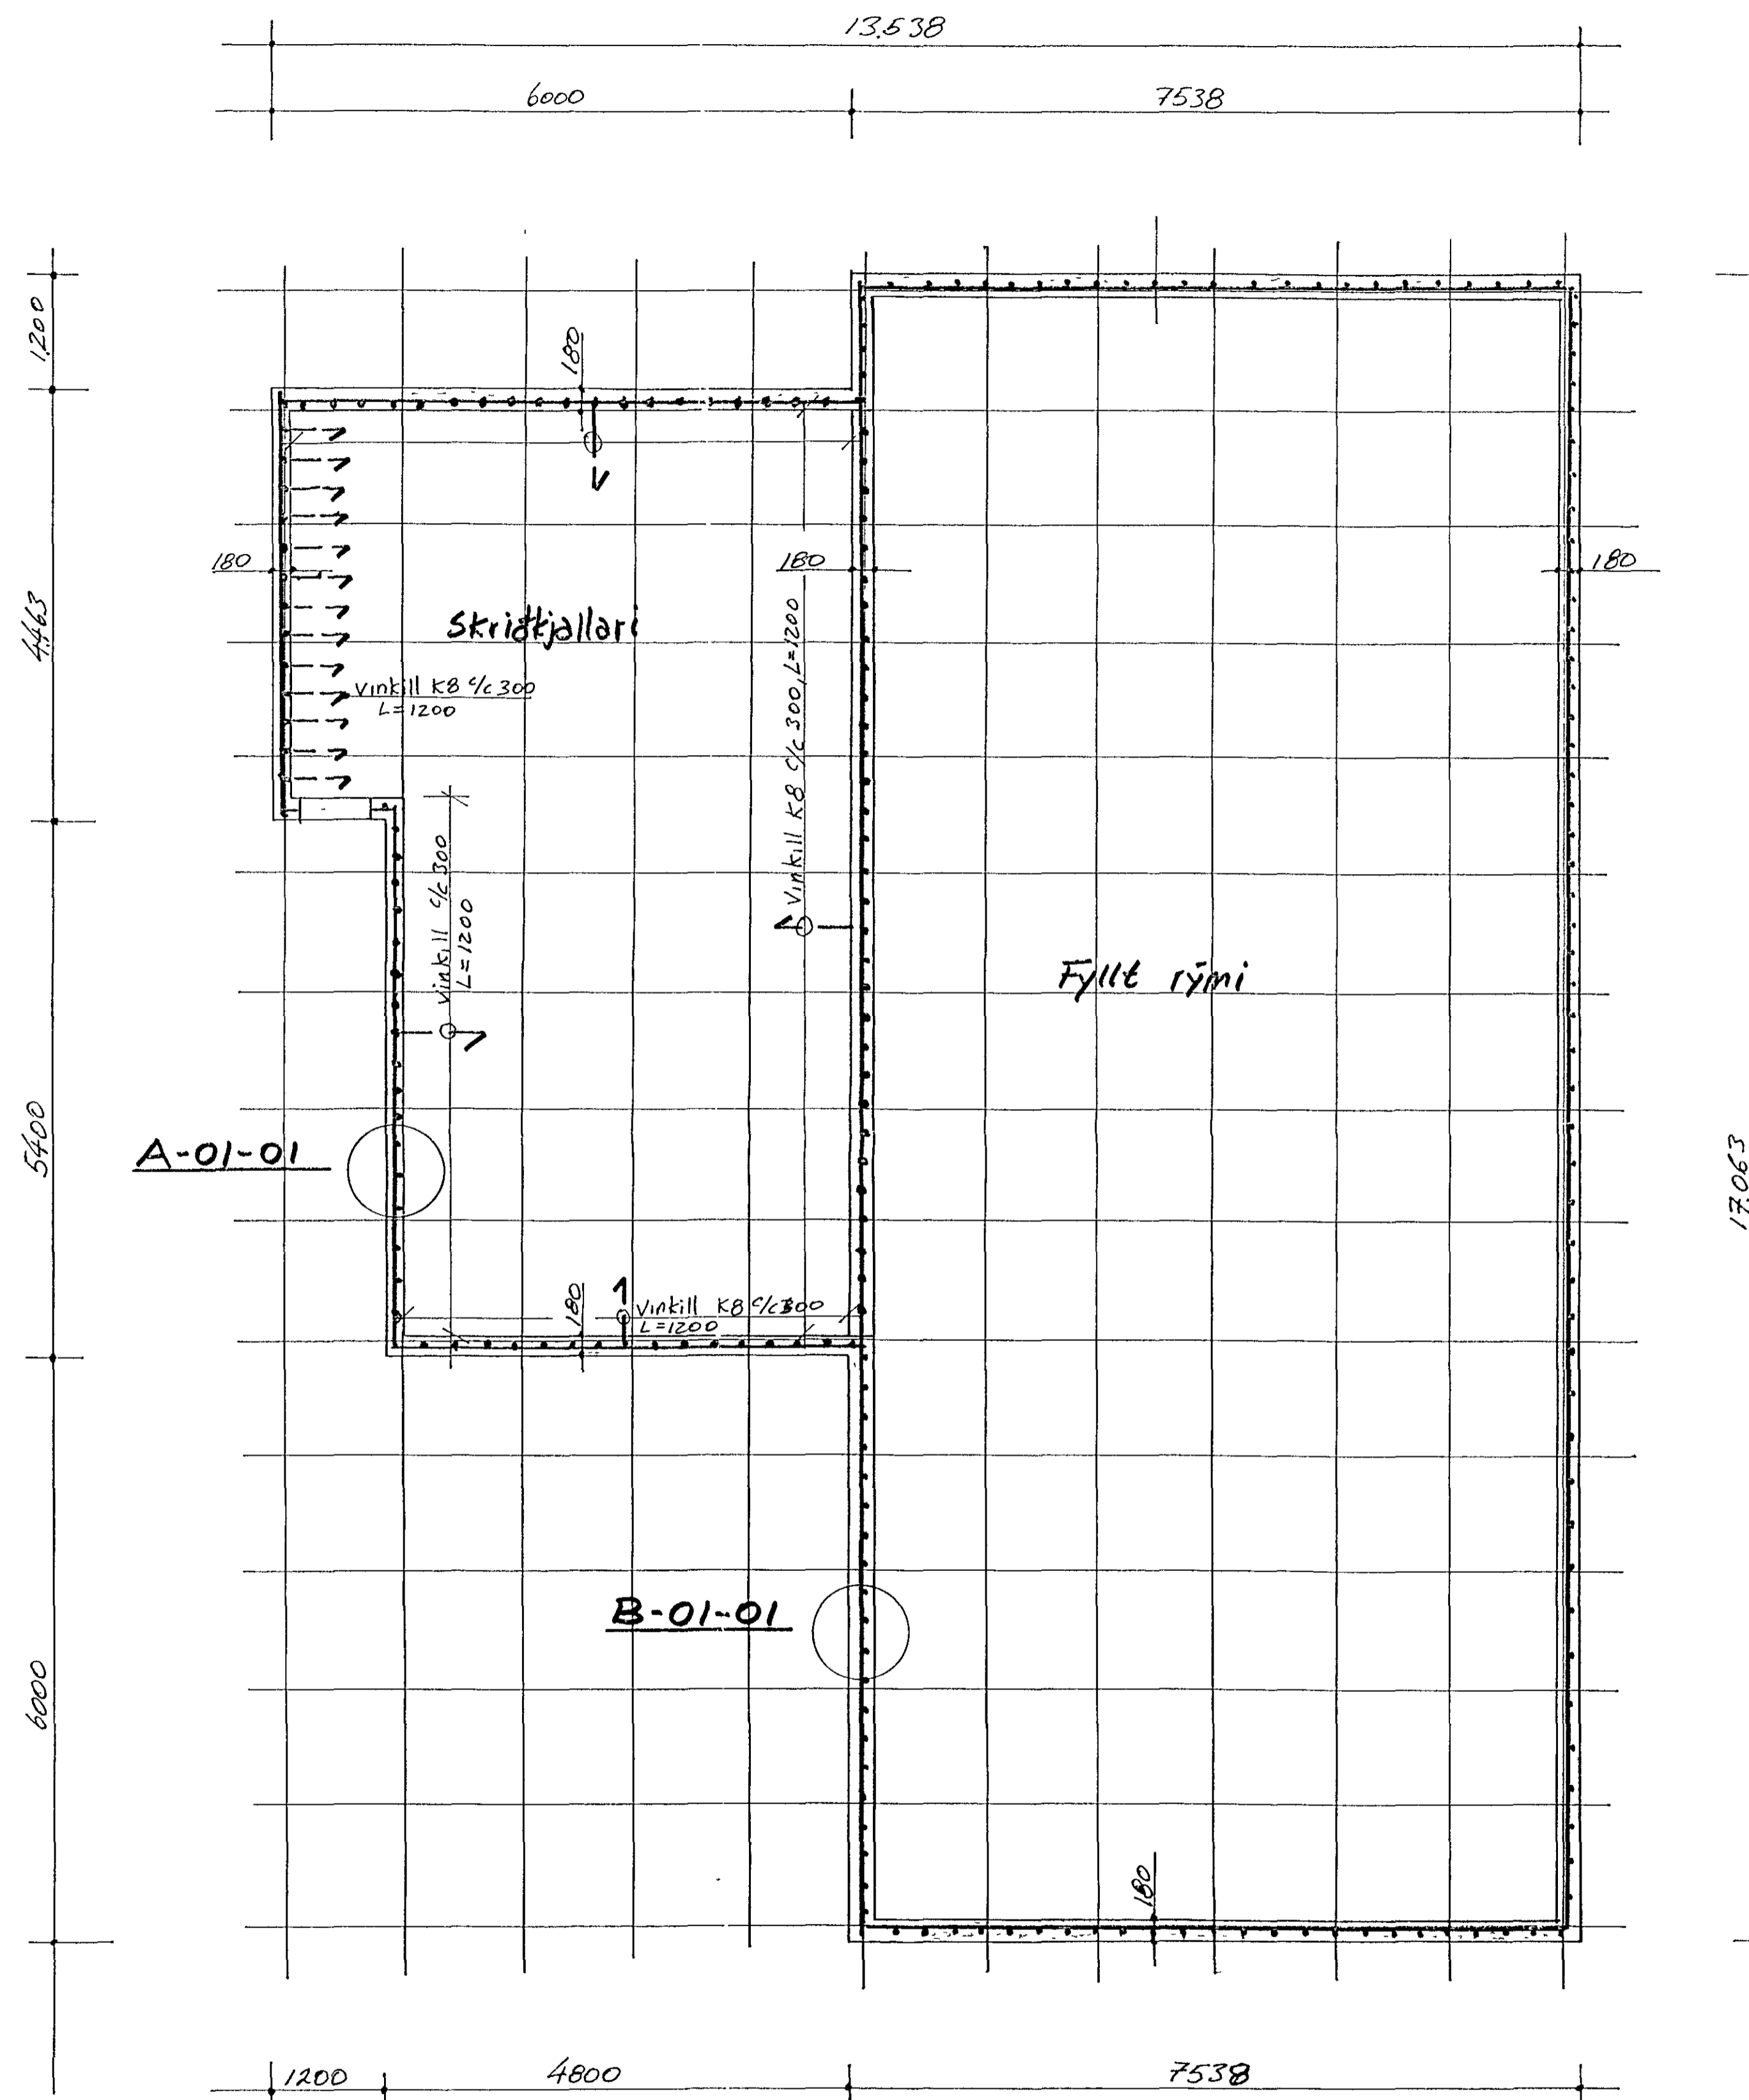 13.538
6000
7538
1.200
180
4463
180
180
180
Skriðkjallari
Vinkill K8 c/c 300
L=1200
Vinkill K8 c/c 300, L=1200
Vinkill c/c 300
L=1200
Fyllt rými
5400
A-01-01
17.063
180
Vinkill K8 c/c 300
L=1200
B-01-01
6000
180
1200
4800
7538